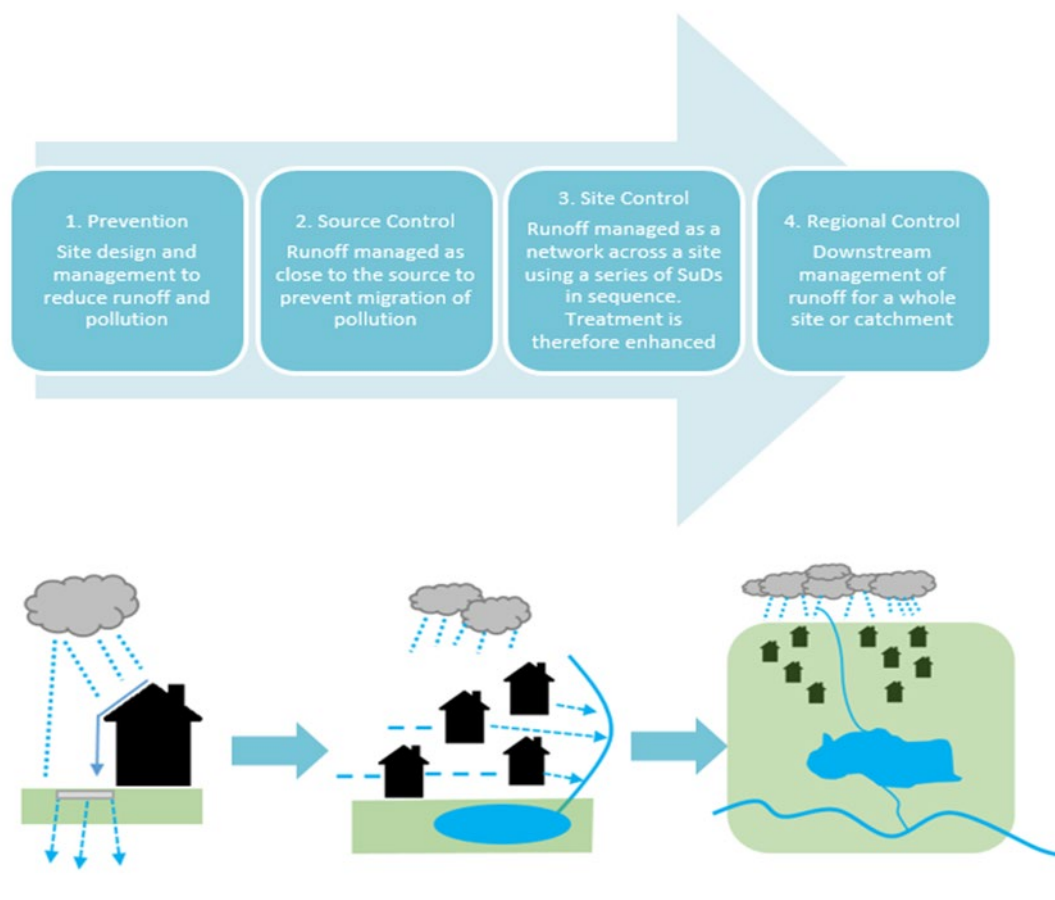 1. Prevention
Site design and
management to
reduce runoff and
pollution
2. Source Control
Runoff managed as
close to the source to
prevent migration of
pollution
3. Site Control
Runoff managed as a
network across a site
using a series of SuDs
in sequence.
Treatment is
therefore enhanced
4. Regional Control
Downstream
management of
runoff for a whole
site or catchment